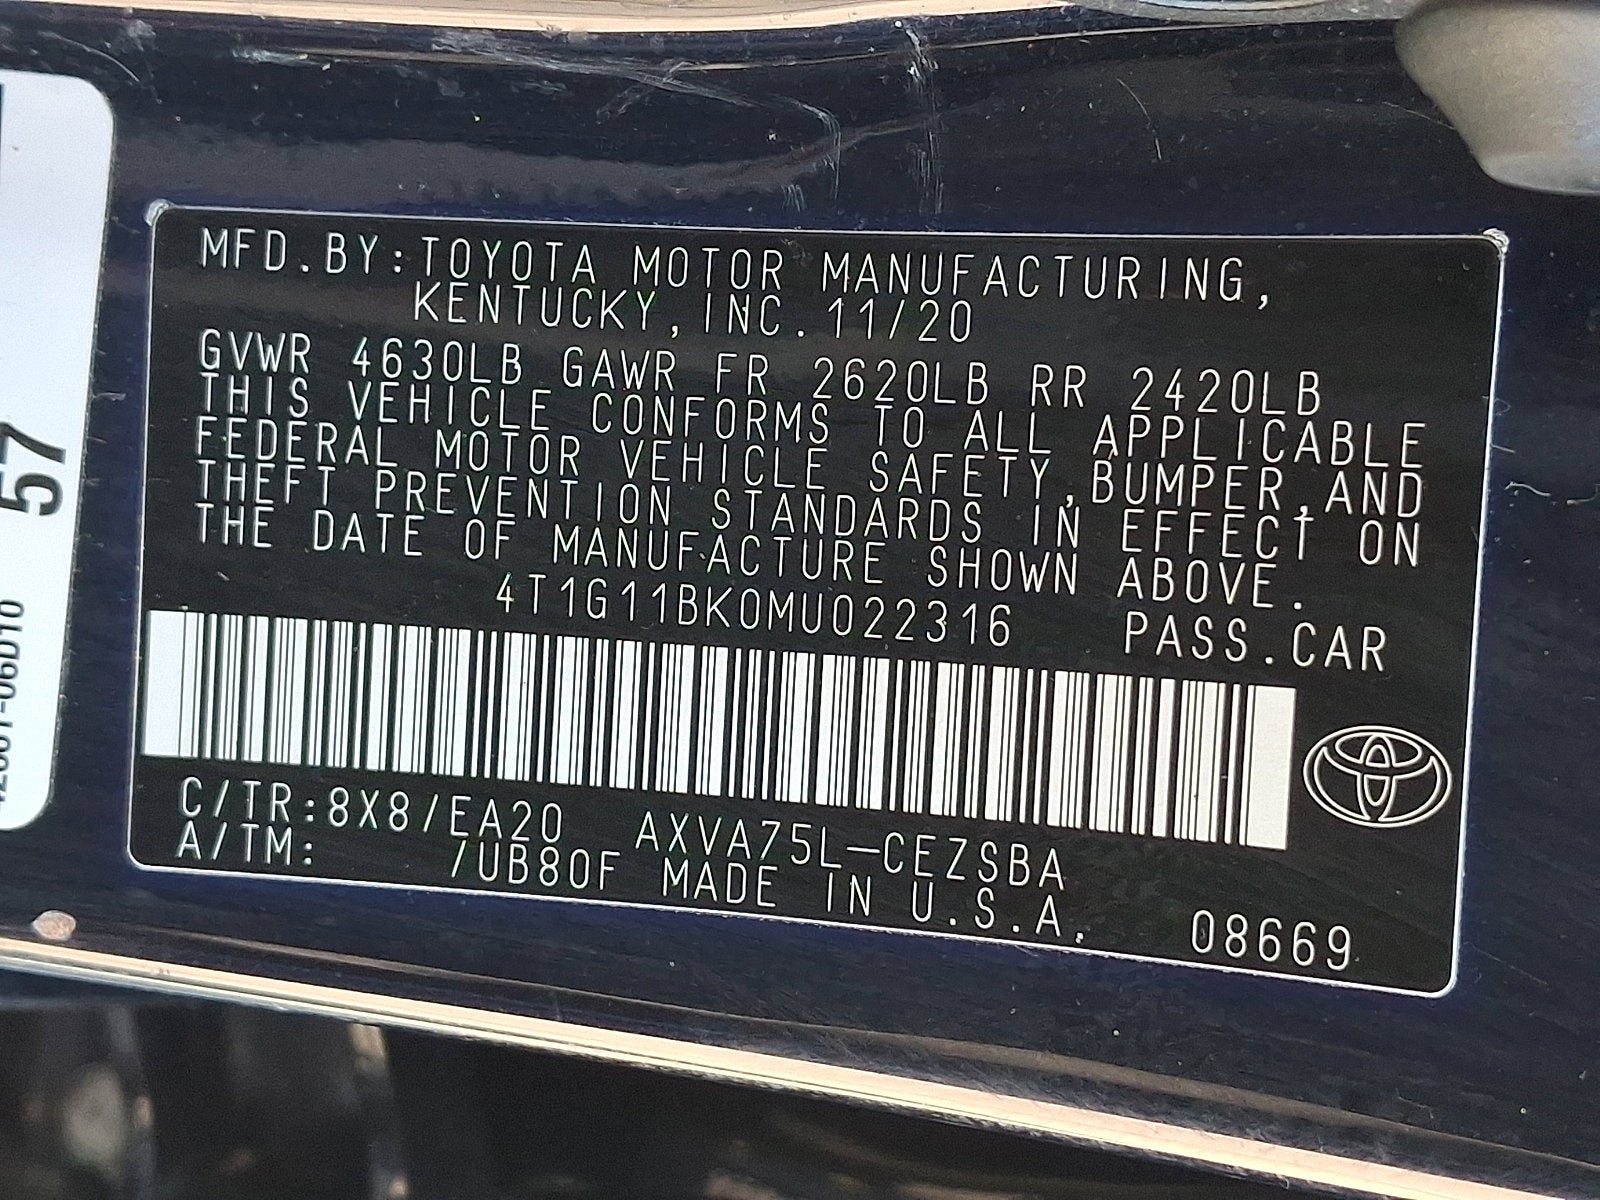 MFD.BY:TOYOTA MOTOR MANUFACTURING,
KENTUCKY,INC.11/20
GVWR 4630LB GAWR FR 2620LB RR 2420LB
THIS VEHICLE CONFORMS TO ALL APPLICABLE
FEDERAL MOTOR VEHICLE SAFETY,BUMPER,AND
THEFT PREVENTION STANDARDS IN EFFECT ON
THE DATE OF MANUFACTURE SHOWN ABOVE.
4T1G11BK0MU022316 PASS.CAR
C/TR:8X8/EA20 AXVA75L-CEZSBA
A/TM: /UB80F MADE IN U.S.A.
08669
57